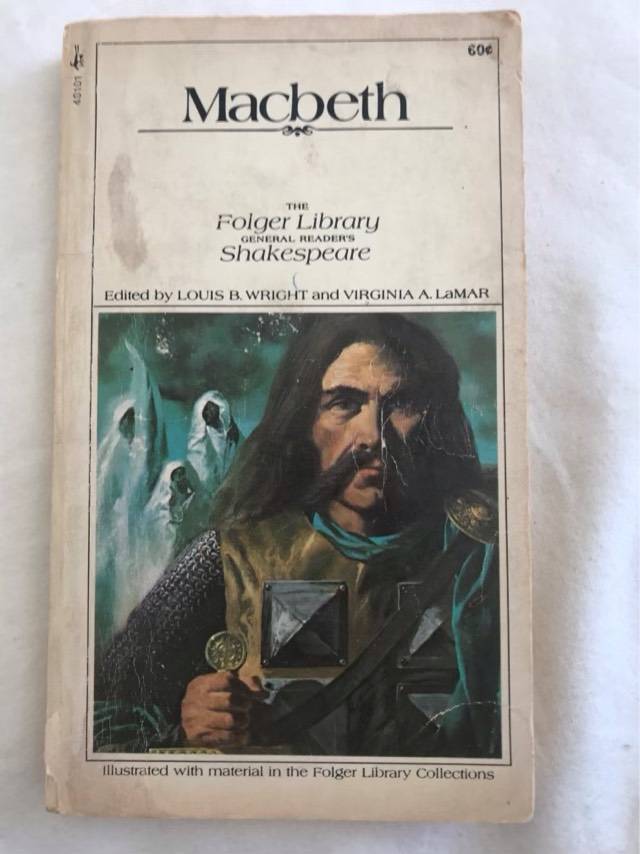 60¢
40101
Macbeth
THE
Folger Library
GENERAL READER'S
Shakespeare
Edited by LOUIS B. WRIGHT and VIRGINIA A. LaMAR
Illustrated with material in the Folger Library Collections